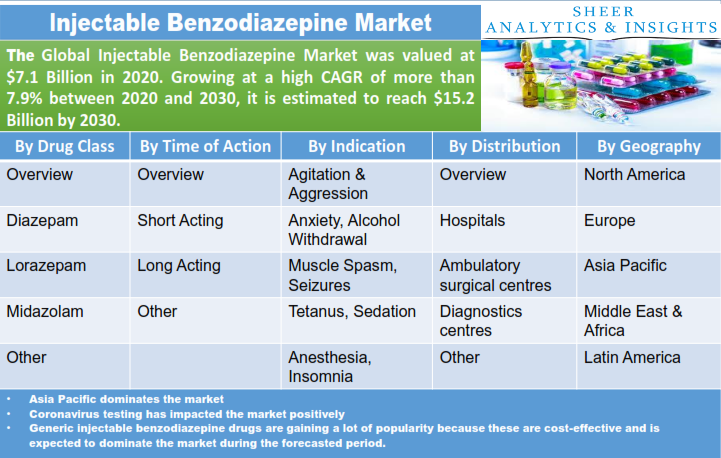 Injectable Benzodiazepine Market
SHEER
ANALYTICS & INSIGHTS
The Global Injectable Benzodiazepine Market was valued at
$7.1 Billion in 2020. Growing at a high CAGR of more than
7.9% between 2020 and 2030, it is estimated to reach $15.2
Billion by 2030.
By Drug Class By Time of Action By Indication By Distribution By Geography
Overview Overview Agitation & Overview North America
Aggression
Diazepam Short Acting Anxiety, Alcohol Hospitals Europe
Withdrawal
Lorazepam Long Acting Muscle Spasm, Ambulatory Asia Pacific
Seizures surgical centres
Midazolam Other Tetanus, Sedation Diagnostics Middle East &
centres Africa
Other Anesthesia, Other Latin America
Insomnia
• Asia Pacific dominates the market
• Coronavirus testing has impacted the market positively
• Generic injectable benzodiazepine drugs are gaining a lot of popularity because these are cost-effective and is
expected to dominate the market during the forecasted period.